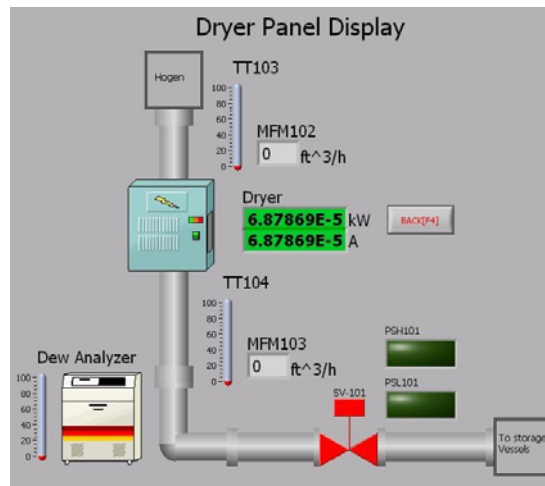 Dryer Panel Display
Hogen
TT103
100
80
60
40
20
0
MFM102
0 ft^3/h
Dryer
6.87869E-5 kW
6.87869E-5 A
BACK[F4]
TT104
100
80
60
40
20
0
MFM103
0 ft^3/h
PSH101
PSL101
Dew Analyzer
100
80
60
40
20
0
SV-101
To storage
Vessels